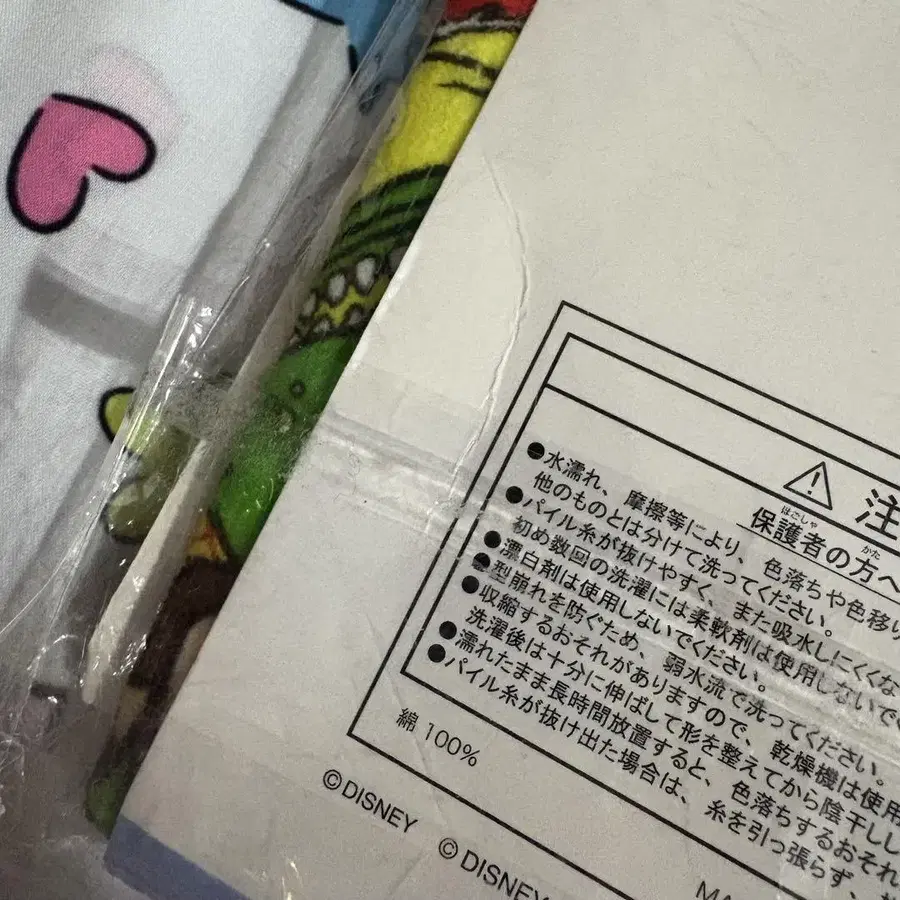 注
はごしゃ かた
保護者の方へ
●水濡れ、摩擦等により、色落ちや色移り
他のものとは分けて洗ってください。
●パイル糸が抜けやすく、また吸水しにくくな
初め数回の洗濯には柔軟剤は使用しないで
●漂白剤は使用しないでください。
●型崩れを防ぐため、弱水流で洗ってください。
●収縮するおそれがありますので、乾燥機は使用
洗濯後は十分に伸ばして形を整えてから陰干し
●濡れたまま長時間放置すると、色落ちするおそれ
●パイル糸が抜け出た場合は、糸を引っ張らず、
綿 100%
©DISNEY
©DISNEY
MA